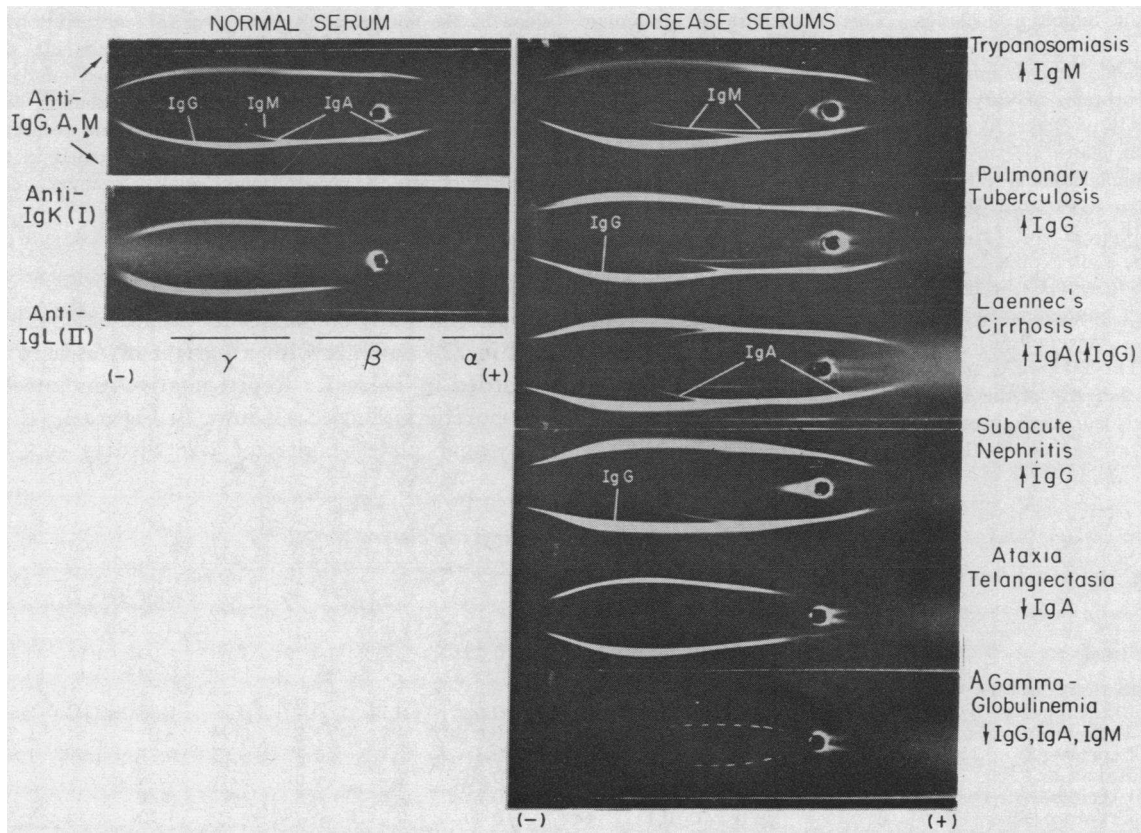 NORMAL SERUM
Anti-
IgG, A, M
IgG
IgM
IgA
Anti-
IgK (I)
Anti-
IgL (II)
(-)
γ
β
α
(+)
DISEASE SERUMS
IgM
Trypanosomiasis
↑ IgM
Pulmonary
Tuberculosis
IgG
↑ IgG
Laennec's
Cirrhosis
IgA
↑ IgA (↑IgG)
Subacute
Nephritis
IgG
↑ IgG
Ataxia
Telangiectasia
↓ IgA
A Gamma-
Globulinemia
↓ IgG, IgA, IgM
(-)
(+)